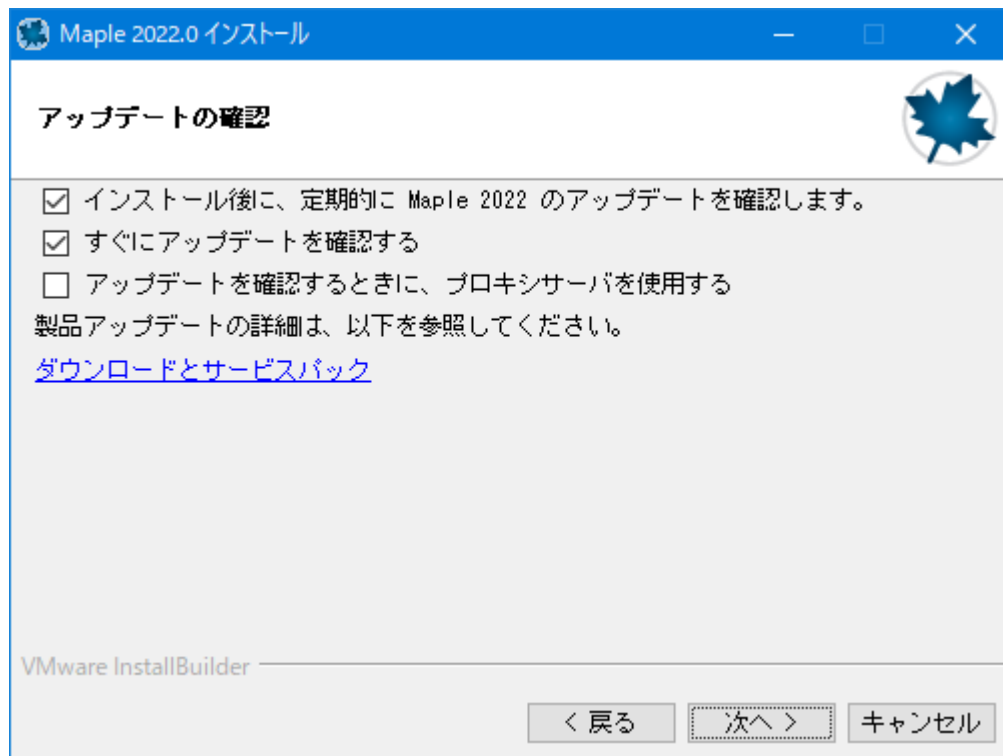 Maple 2022.0 インストール
アップデートの確認
インストール後に、定期的に Maple 2022 のアップデートを確認します。
すぐにアップデートを確認する
アップデートを確認するときに、プロキシサーバを使用する
製品アップデートの詳細は、以下を参照してください。
ダウンロードとサービスパック
VMware InstallBuilder
< 戻る 次へ > キャンセル